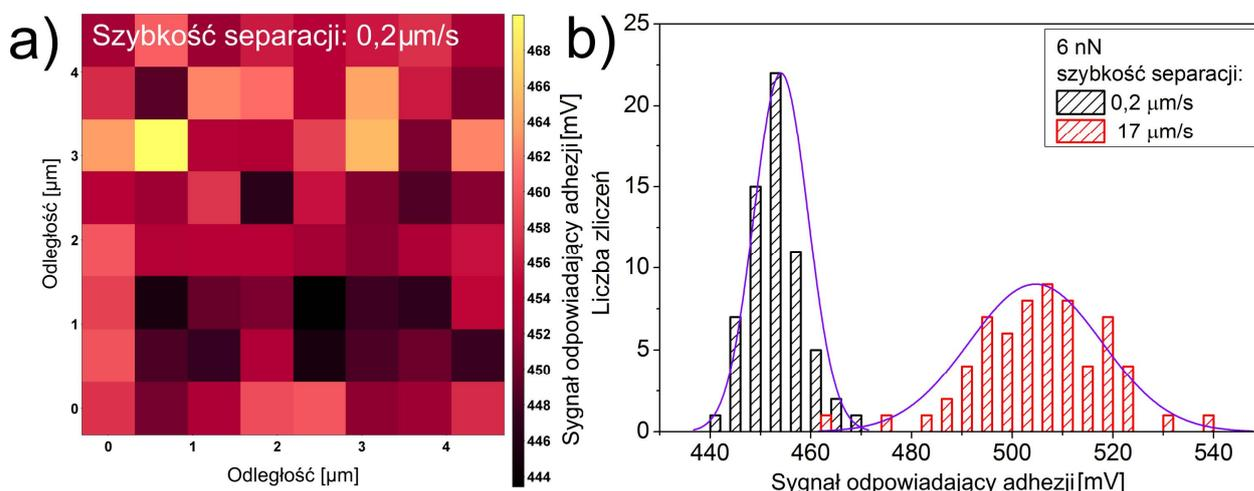 a)
Szybkość separacji: 0,2μm/s
4
3
2
1
0
Odległość [μm]
0 1 2 3 4
Odległość [μm]
468
466
464
462
460
458
456
454
452
450
448
446
444
Sygnał odpowiadający adhezji[mV]
b)
25
20
15
10
5
0
Liczba zliczeń
6 nN
szybkość separacji:
0,2 μm/s
17 μm/s
440 460 480 500 520 540
Sygnał odpowiadający adhezji[mV]